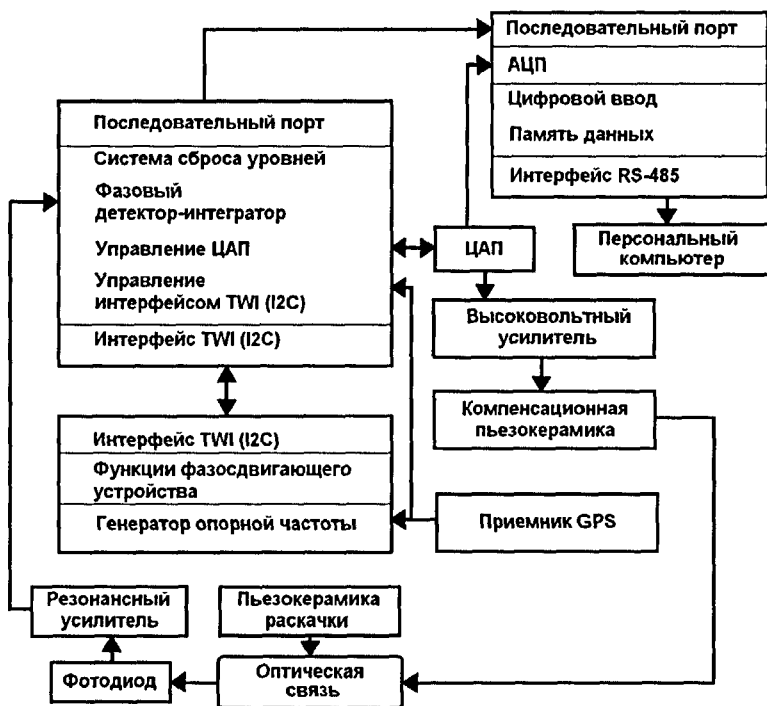 Последовательный порт
АЦП
Цифровой ввод
Память данных
Интерфейс RS-485
Персональный
компьютер
Последовательный порт
Система сброса уровней
Фазовый
детектор-интегратор
Управление ЦАП
Управление
интерфейсом TWI (I2C)
Интерфейс TWI (I2C)
ЦАП
Высоковольтный
усилитель
Компенсационная
пьезокерамика
Интерфейс TWI (I2C)
Функции фазосдвигающего
устройства
Генератор опорной частоты
Приемник GPS
Резонансный
усилитель
Пьезокерамика
раскачки
Фотодиод
Оптическая
связь